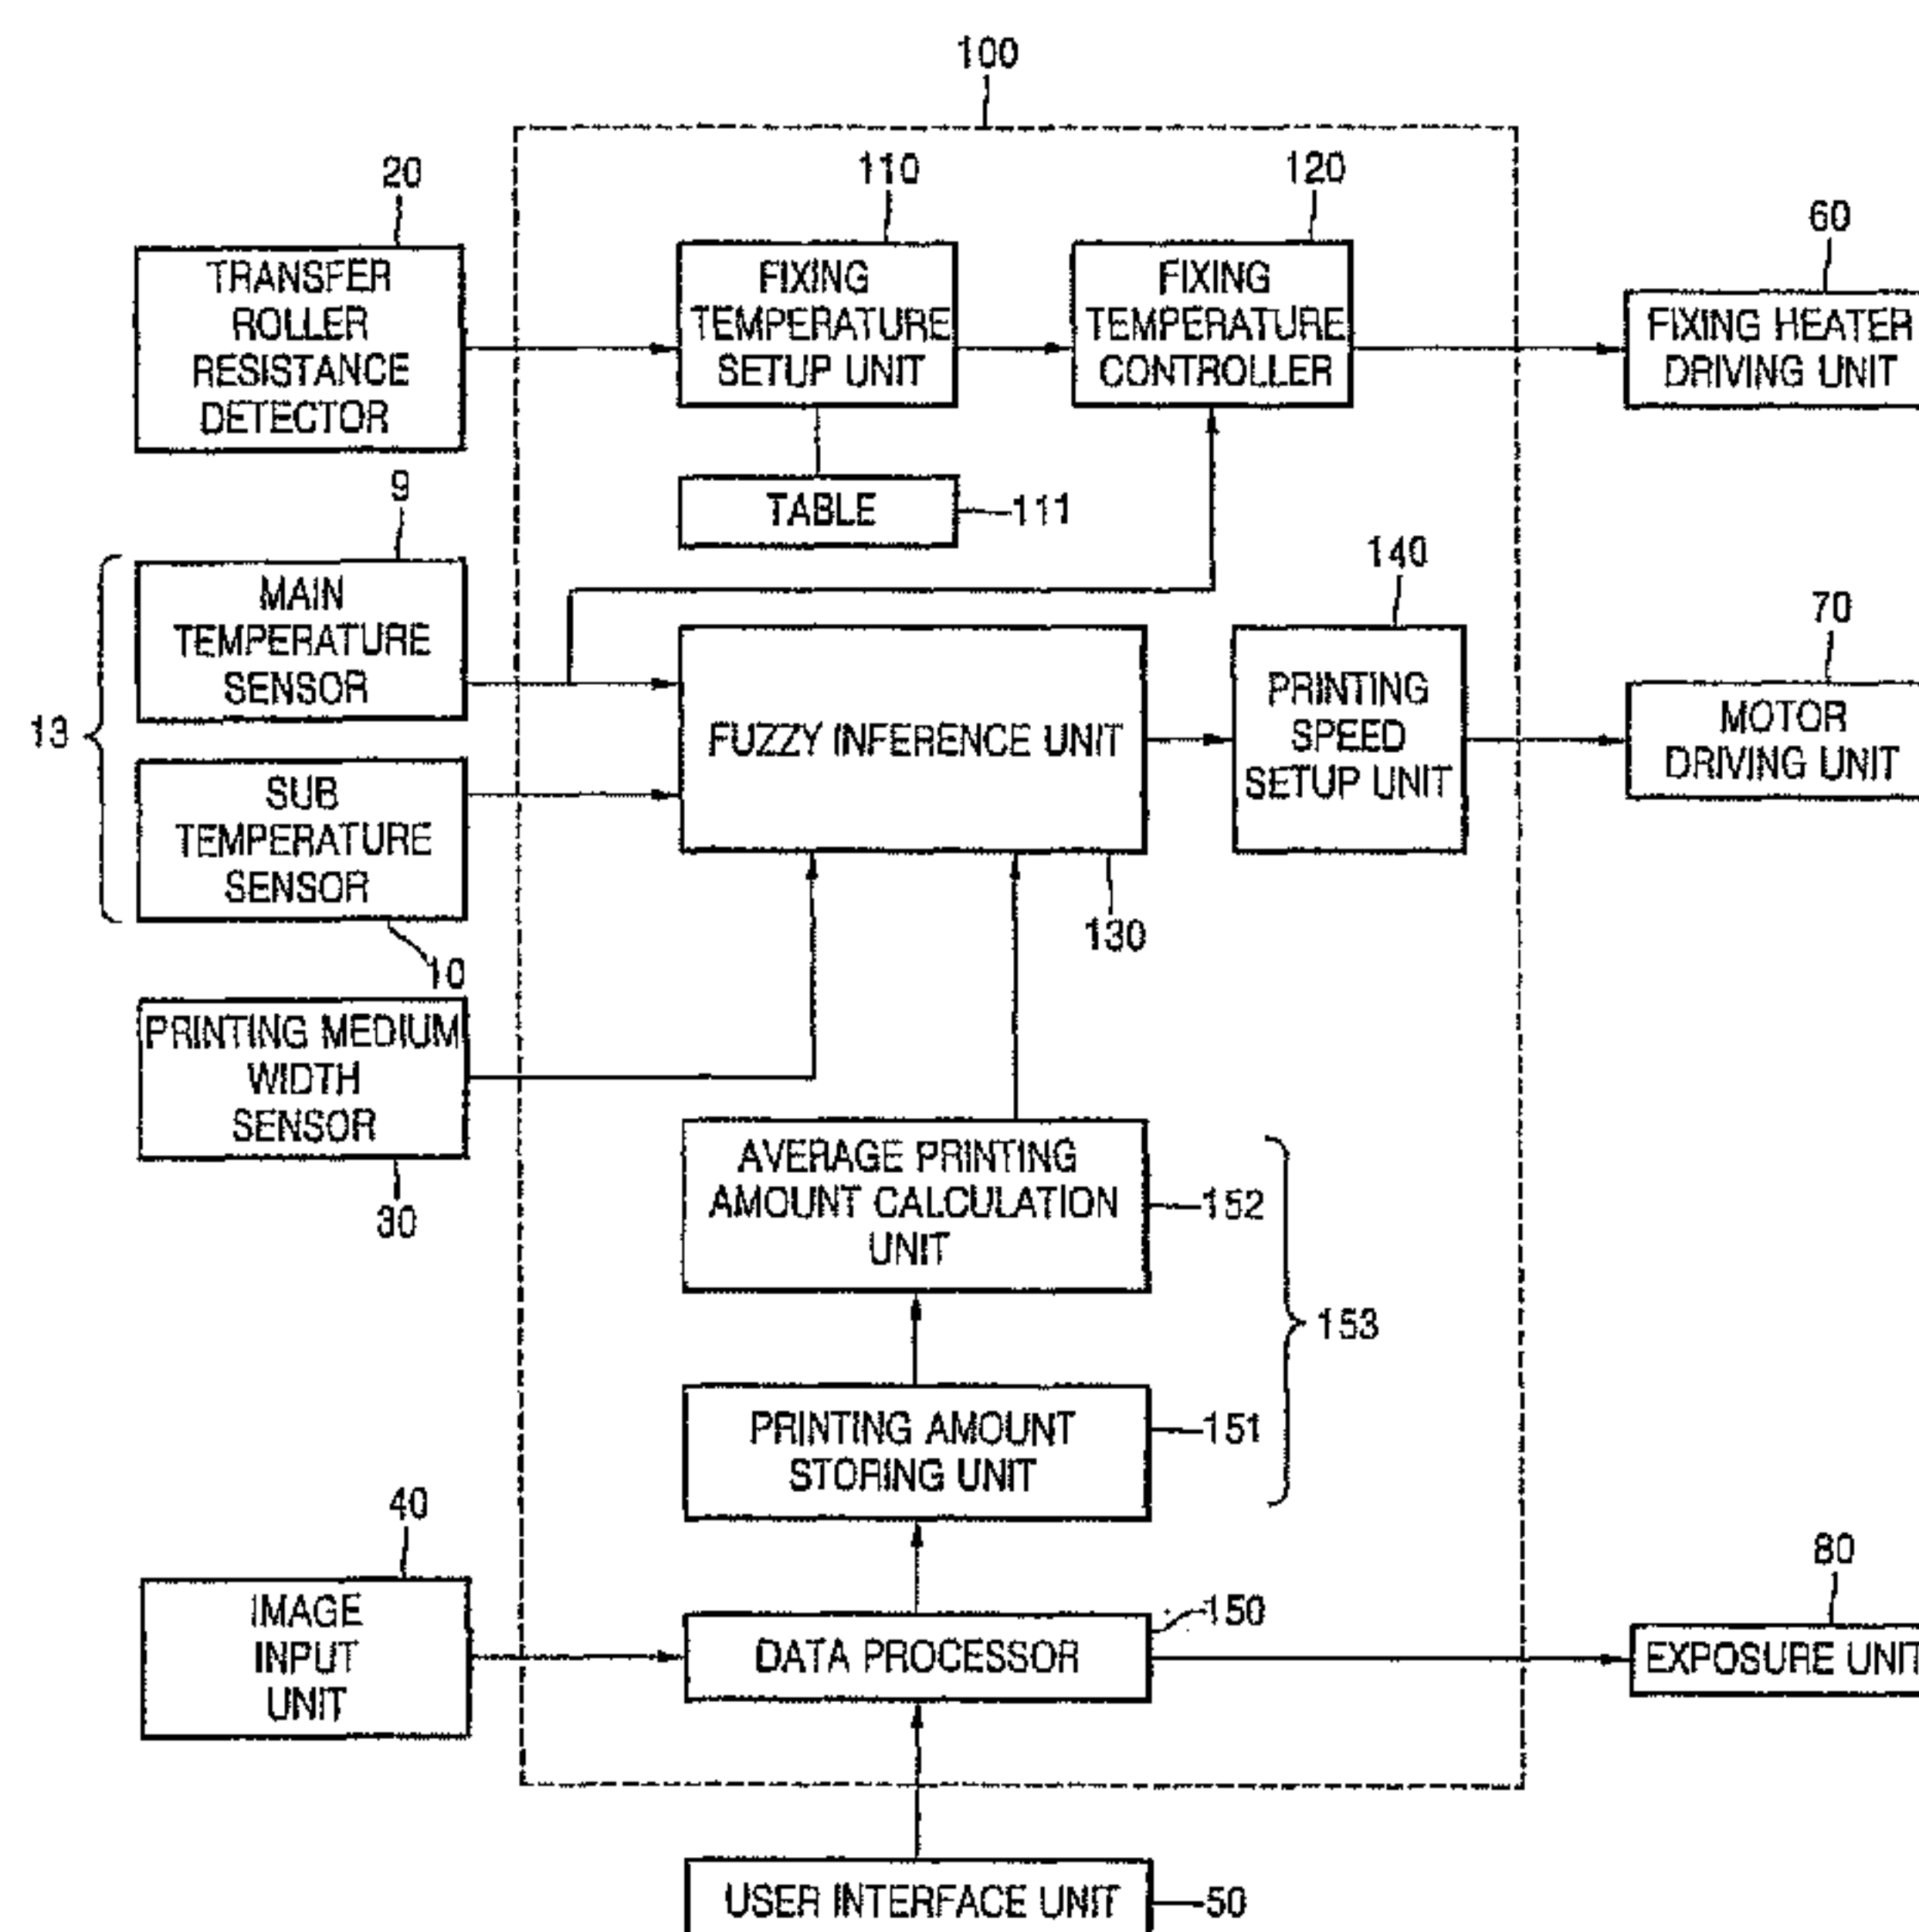 100
20
110
120
60
TRANSFER
ROLLER
RESISTANCE
DETECTOR
FIXING
TEMPERATURE
SETUP UNIT
FIXING
TEMPERATURE
CONTROLLER
FIXING HEATER
DRIVING UNIT
TABLE
111
9
13
MAIN
TEMPERATURE
SENSOR
SUB
TEMPERATURE
SENSOR
10
FUZZY INFERENCE UNIT
130
140
PRINTING
SPEED
SETUP UNIT
70
MOTOR
DRIVING UNIT
PRINTING MEDIUM
WIDTH
SENSOR
30
AVERAGE PRINTING
AMOUNT CALCULATION
UNIT
152
153
PRINTING AMOUNT
STORING UNIT
151
40
IMAGE
INPUT
UNIT
DATA PROCESSOR
150
80
EXPOSURE UNIT
USER INTERFACE UNIT
50